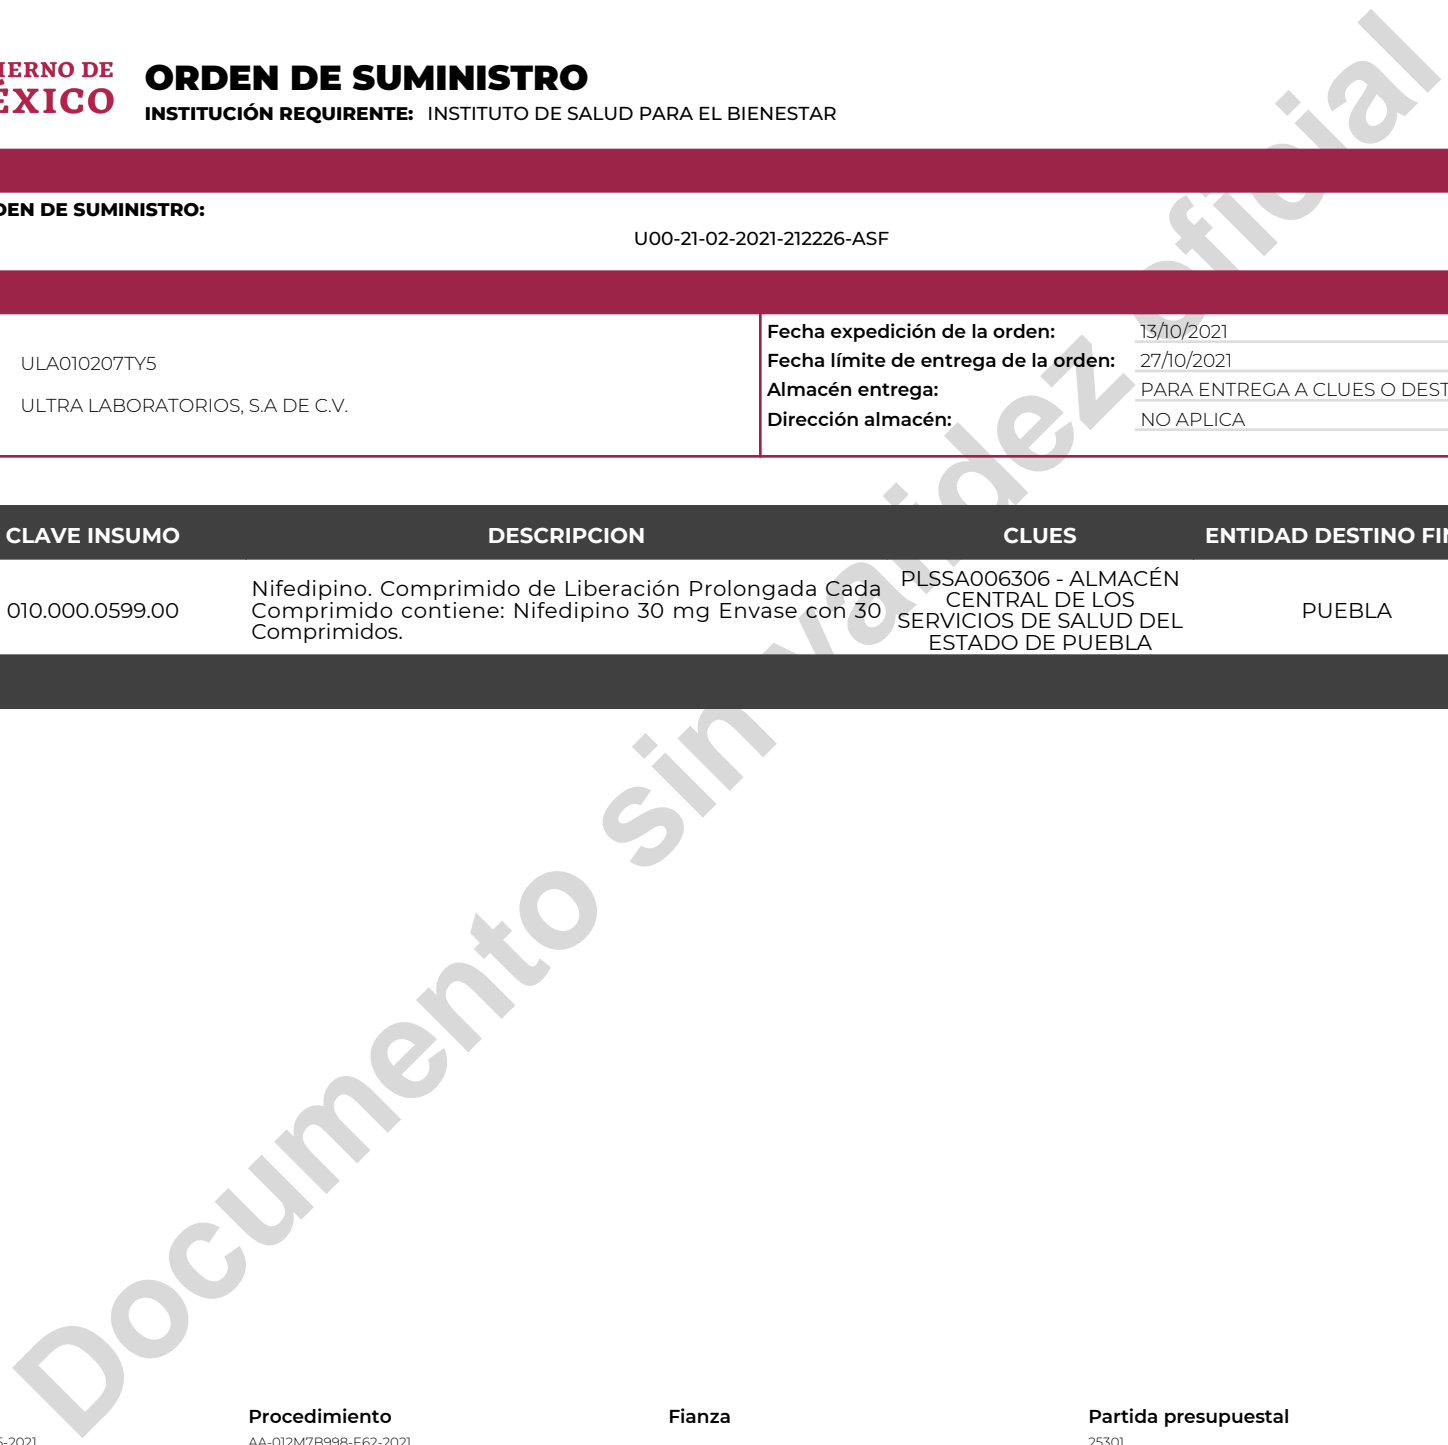 IERNO DE
ÉXICO
ORDEN DE SUMINISTRO
INSTITUCIÓN REQUIRENTE: INSTITUTO DE SALUD PARA EL BIENESTAR
DEN DE SUMINISTRO:
U00-21-02-2021-212226-ASF
ULA010207TY5
ULTRA LABORATORIOS, S.A DE C.V.
Fecha expedición de la orden: 13/10/2021
Fecha límite de entrega de la orden: 27/10/2021
Almacén entrega: PARA ENTREGA A CLUES O DEST
Dirección almacén: NO APLICA
CLAVE INSUMO DESCRIPCION CLUES ENTIDAD DESTINO FIN
010.000.0599.00
Nifedipino. Comprimido de Liberación Prolongada Cada
Comprimido contiene: Nifedipino 30 mg Envase con 30
Comprimidos.
PLSSA006306 - ALMACÉN
CENTRAL DE LOS
SERVICIOS DE SALUD DEL
ESTADO DE PUEBLA
PUEBLA
Documento sin validez oficial
Procedimiento Fianza Partida presupuestal
-2021 AA-012M7B998-E62-2021 25301